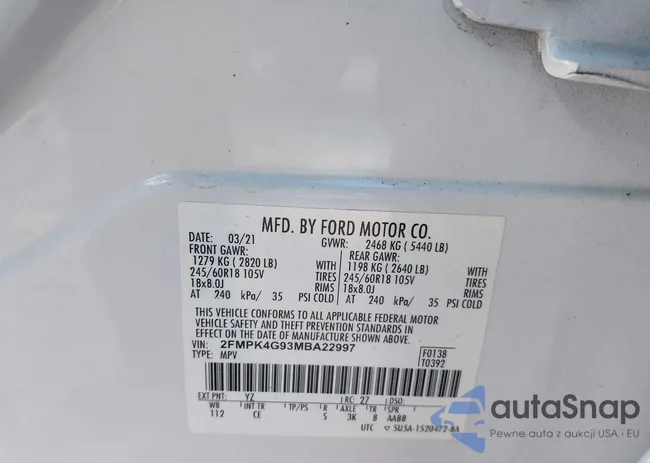 MFD. BY FORD MOTOR CO.
DATE: 03/21 GVWR: 2468 KG ( 5440 LB)
FRONT GAWR: REAR GAWR:
1279 KG ( 2820 LB) WITH 1198 KG ( 2640 LB) WITH
245/60R18 105V TIRES 245/60R18 105V TIRES
18x8.0J RIMS 18x8.0J RIMS
AT 240 kPa/ 35 PSI COLD AT 240 kPa/ 35 PSI COLD
THIS VEHICLE CONFORMS TO ALL APPLICABLE FEDERAL MOTOR
VEHICLE SAFETY, BUMPER, AND THEFT PREVENTION STANDARDS IN
EFFECT ON THE DATE OF MANUFACTURE SHOWN ABOVE.
VIN: 2FMPK4G93MBA22997 F0138
TYPE: MPV T0392
EXT PNT: YZ RC: 27 DSO:
WB INT TR TP/PS R AXLE TR SPR
112 CE S 3K B AABB
UTC 5U5A-1520472-BA
autoSnap
Pewne auta z aukcji USA i EU